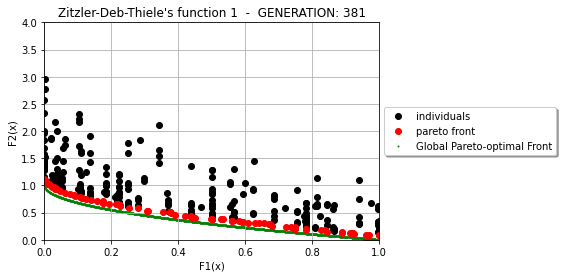 Zitzler-Deb-Thiele's function 1 - GENERATION: 381
4.0
3.5
3.0
2.5
2.0
1.5
1.0
0.5
0.0
F2(x)
0.0 0.2 0.4 0.6 0.8 1.0
F1(x)
individuals
pareto front
Global Pareto-optimal Front